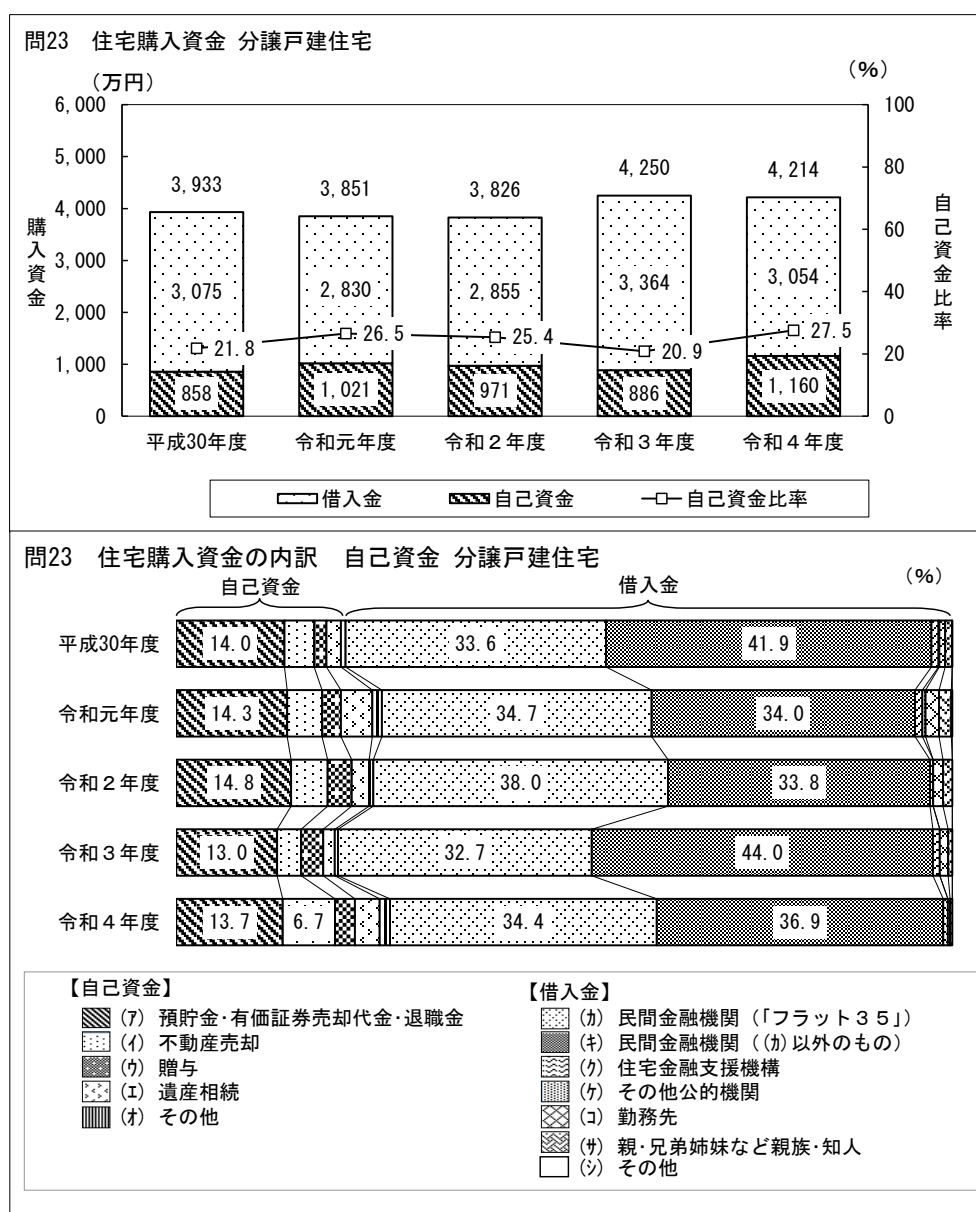 問23　住宅購入資金 分譲戸建住宅
（万円）
（%）
6,000
5,000
4,000
3,000
2,000
1,000
0
購入資金
100
80
60
40
20
0
自己資金比率
3,933
3,851
3,826
4,250
4,214
3,075
2,830
2,855
3,364
3,054
21.8
26.5
25.4
20.9
27.5
858
1,021
971
886
1,160
平成30年度
令和元年度
令和２年度
令和３年度
令和４年度
借入金　自己資金　自己資金比率
問23　住宅購入資金の内訳　自己資金 分譲戸建住宅
（%）
自己資金　借入金
平成30年度 14.0 33.6 41.9
令和元年度 14.3 34.7 34.0
令和２年度 14.8 38.0 33.8
令和３年度 13.0 32.7 44.0
令和４年度 13.7 6.7 34.4 36.9
【自己資金】
(ｱ) 預貯金･有価証券売却代金･退職金
(ｲ) 不動産売却
(ｳ) 贈与
(ｴ) 遺産相続
(ｵ) その他
【借入金】
(ｶ) 民間金融機関（「フラット３５」）
(ｷ) 民間金融機関（(ｶ)以外のもの）
(ｸ) 住宅金融支援機構
(ｹ) その他公的機関
(ｺ) 勤務先
(ｻ) 親･兄弟姉妹など親族･知人
(ｼ) その他